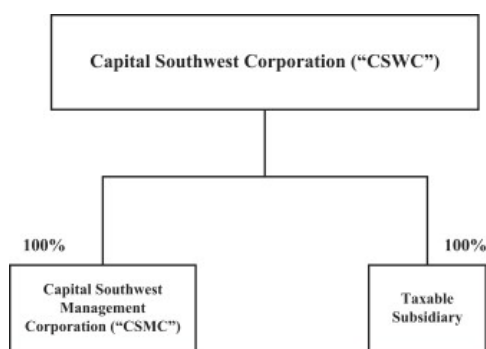 Capital Southwest Corporation (“CSWC”)
100%
100%
Capital Southwest
Management
Corporation (“CSMC”)
Taxable
Subsidiary